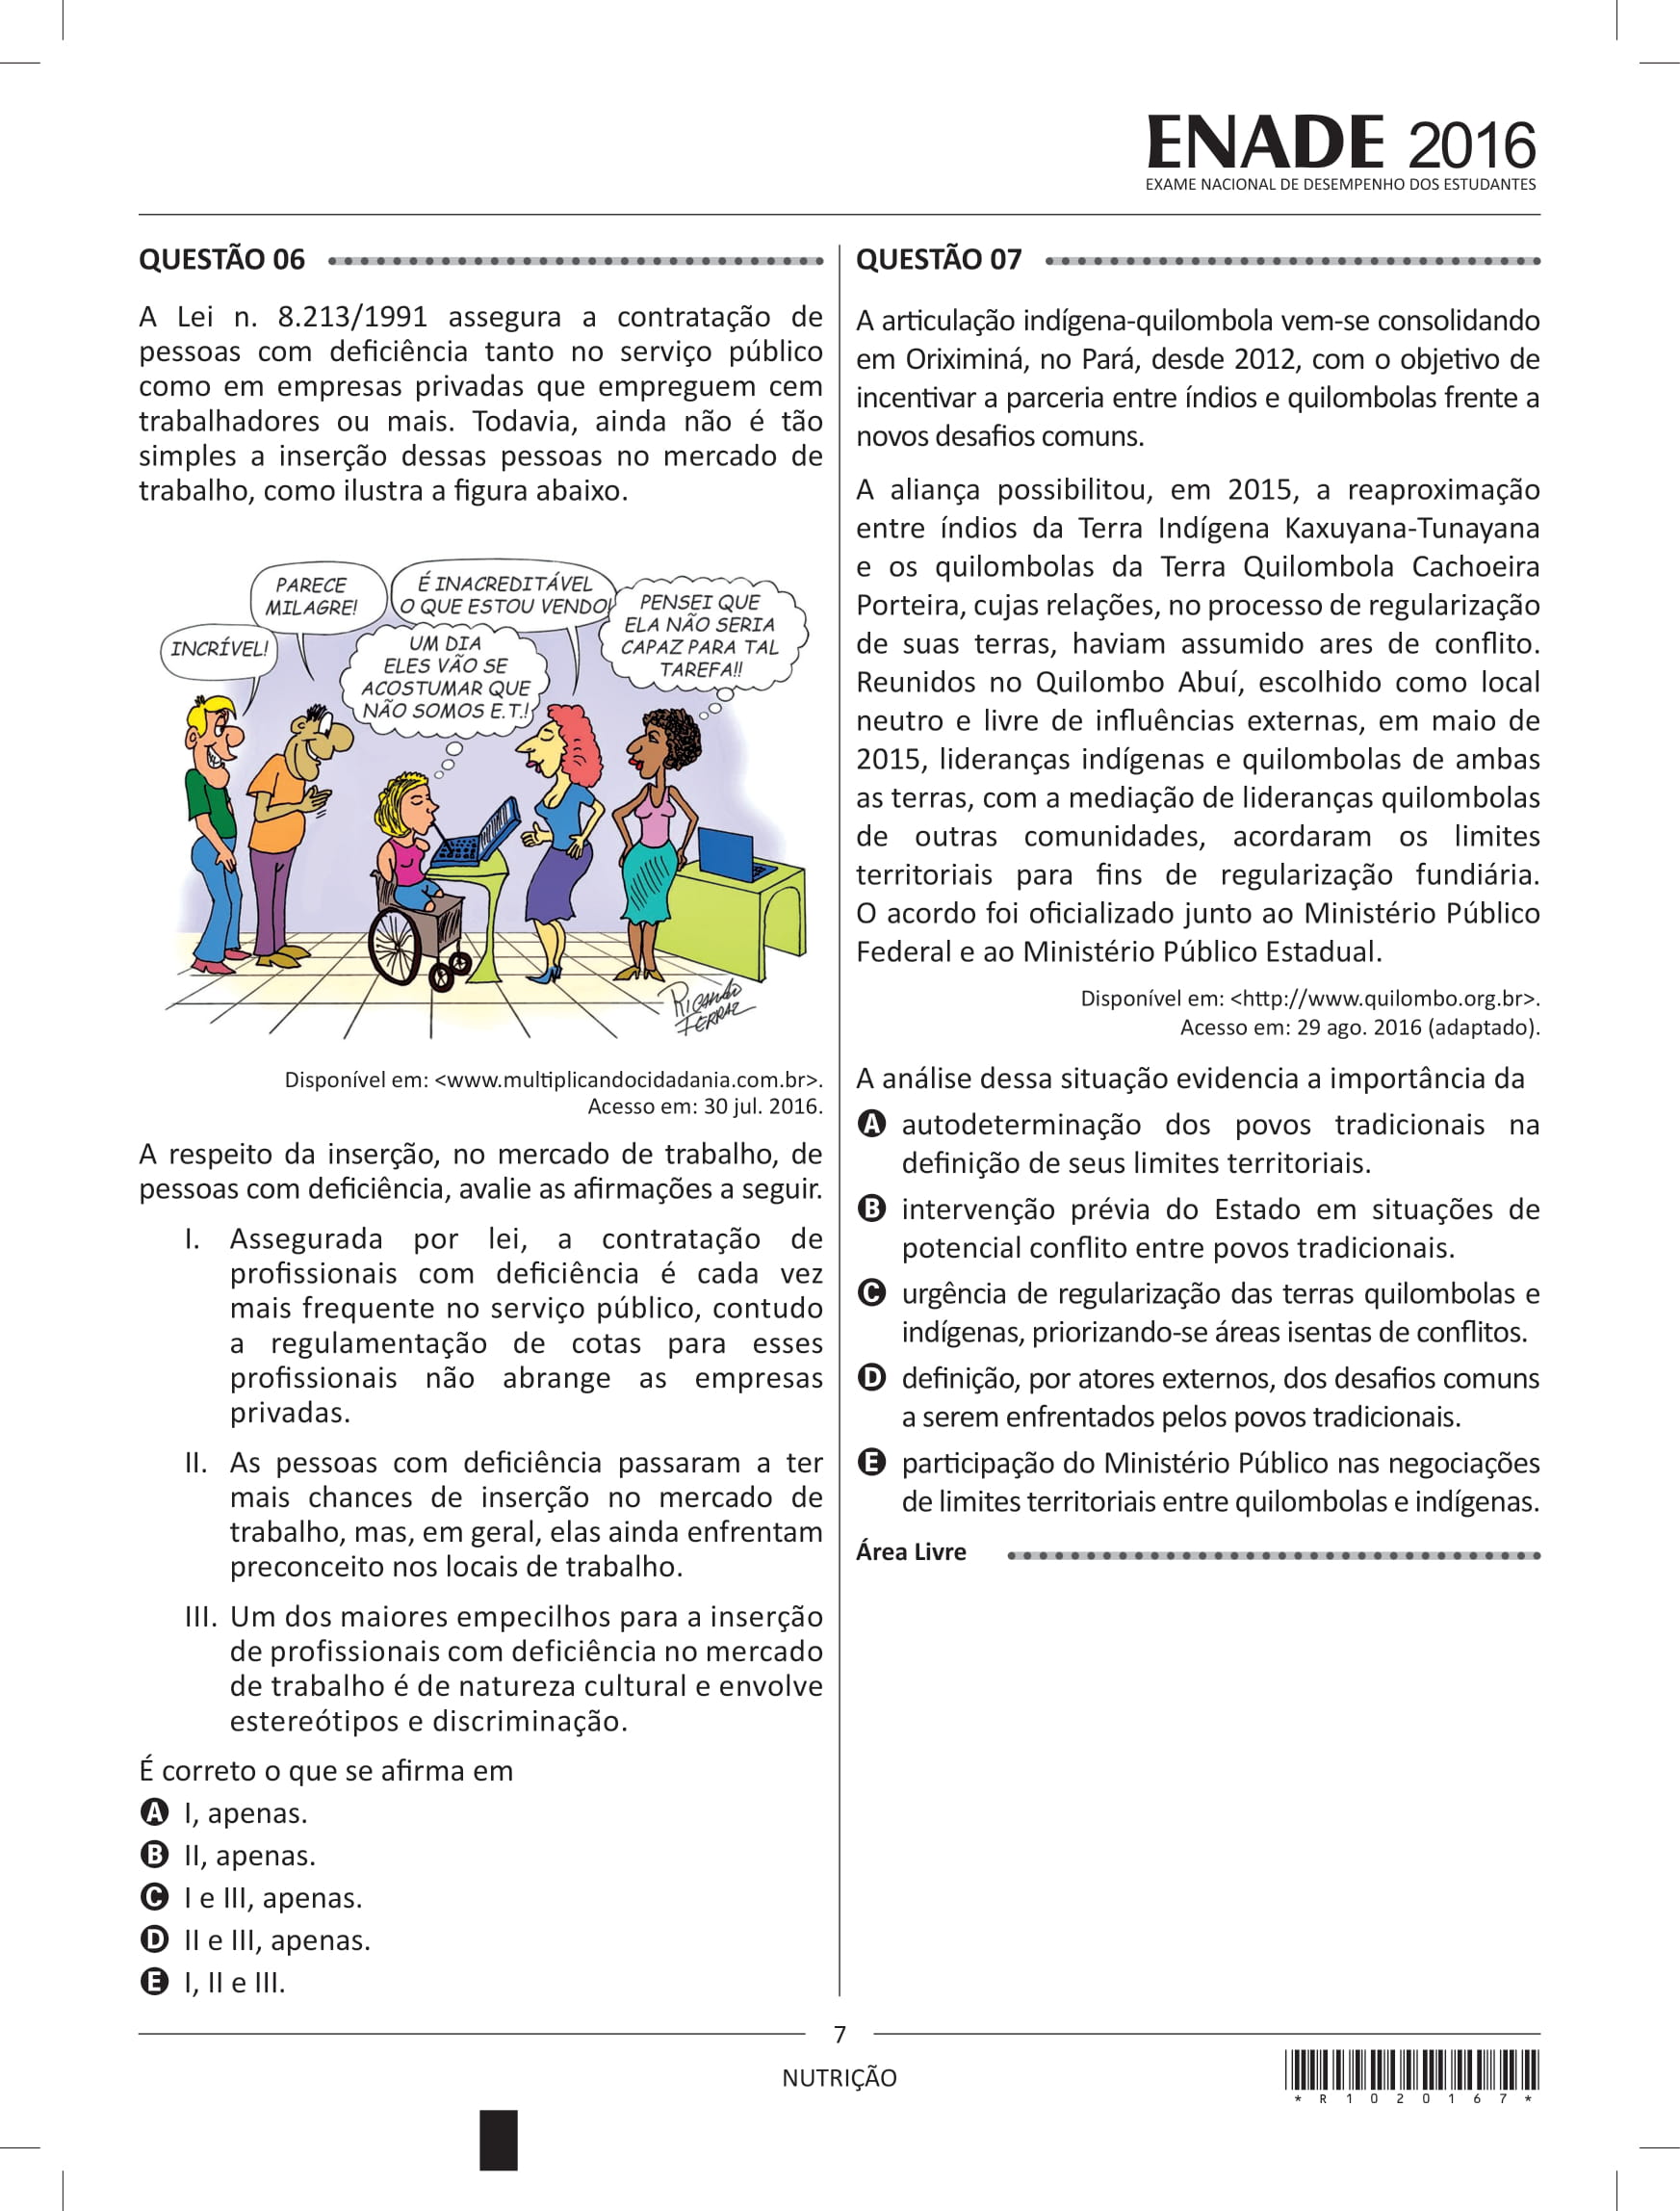 ENADE 2016
EXAME NACIONAL DE DESEMPENHO DOS ESTUDANTES
QUESTÃO 06
A Lei n. 8.213/1991 assegura a contratação de
pessoas com deficiência tanto no serviço público
como em empresas privadas que empreguem cem
trabalhadores ou mais. Todavia, ainda não é tão
simples a inserção dessas pessoas no mercado de
trabalho, como ilustra a figura abaixo.
INCRÍVEL!
PARECE
MILAGRE!
É INACREDITÁVEL
O QUE ESTOU VENDO!
UM DIA
ELES VÃO SE
ACOSTUMAR QUE
NÃO SOMOS E.T.!
PENSEI QUE
ELA NÃO SERIA
CAPAZ PARA TAL
TAREFA!!
RICARDO
FERRAZ
Disponível em: <www.multiplicandocidadania.com.br>.
Acesso em: 30 jul. 2016.
A respeito da inserção, no mercado de trabalho, de
pessoas com deficiência, avalie as afirmações a seguir.
I. Assegurada por lei, a contratação de
profissionais com deficiência é cada vez
mais frequente no serviço público, contudo
a regulamentação de cotas para esses
profissionais não abrange as empresas
privadas.
II. As pessoas com deficiência passaram a ter
mais chances de inserção no mercado de
trabalho, mas, em geral, elas ainda enfrentam
preconceito nos locais de trabalho.
III. Um dos maiores empecilhos para a inserção
de profissionais com deficiência no mercado
de trabalho é de natureza cultural e envolve
estereótipos e discriminação.
É correto o que se afirma em
A I, apenas.
B II, apenas.
C I e III, apenas.
D II e III, apenas.
E I, II e III.
QUESTÃO 07
A articulação indígena-quilombola vem-se consolidando
em Oriximiná, no Pará, desde 2012, com o objetivo de
incentivar a parceria entre índios e quilombolas frente a
novos desafios comuns.
A aliança possibilitou, em 2015, a reaproximação
entre índios da Terra Indígena Kaxuyana-Tunayana
e os quilombolas da Terra Quilombola Cachoeira
Porteira, cujas relações, no processo de regularização
de suas terras, haviam assumido ares de conflito.
Reunidos no Quilombo Abuí, escolhido como local
neutro e livre de influências externas, em maio de
2015, lideranças indígenas e quilombolas de ambas
as terras, com a mediação de lideranças quilombolas
de outras comunidades, acordaram os limites
territoriais para fins de regularização fundiária.
O acordo foi oficializado junto ao Ministério Público
Federal e ao Ministério Público Estadual.
Disponível em: <http://www.quilombo.org.br>.
Acesso em: 29 ago. 2016 (adaptado).
A análise dessa situação evidencia a importância da
A autodeterminação dos povos tradicionais na
definição de seus limites territoriais.
B intervenção prévia do Estado em situações de
potencial conflito entre povos tradicionais.
C urgência de regularização das terras quilombolas e
indígenas, priorizando-se áreas isentas de conflitos.
D definição, por atores externos, dos desafios comuns
a serem enfrentados pelos povos tradicionais.
E participação do Ministério Público nas negociações
de limites territoriais entre quilombolas e indígenas.
Área Livre
7
NUTRIÇÃO
* R 1 0 2 0 1 6 7 *